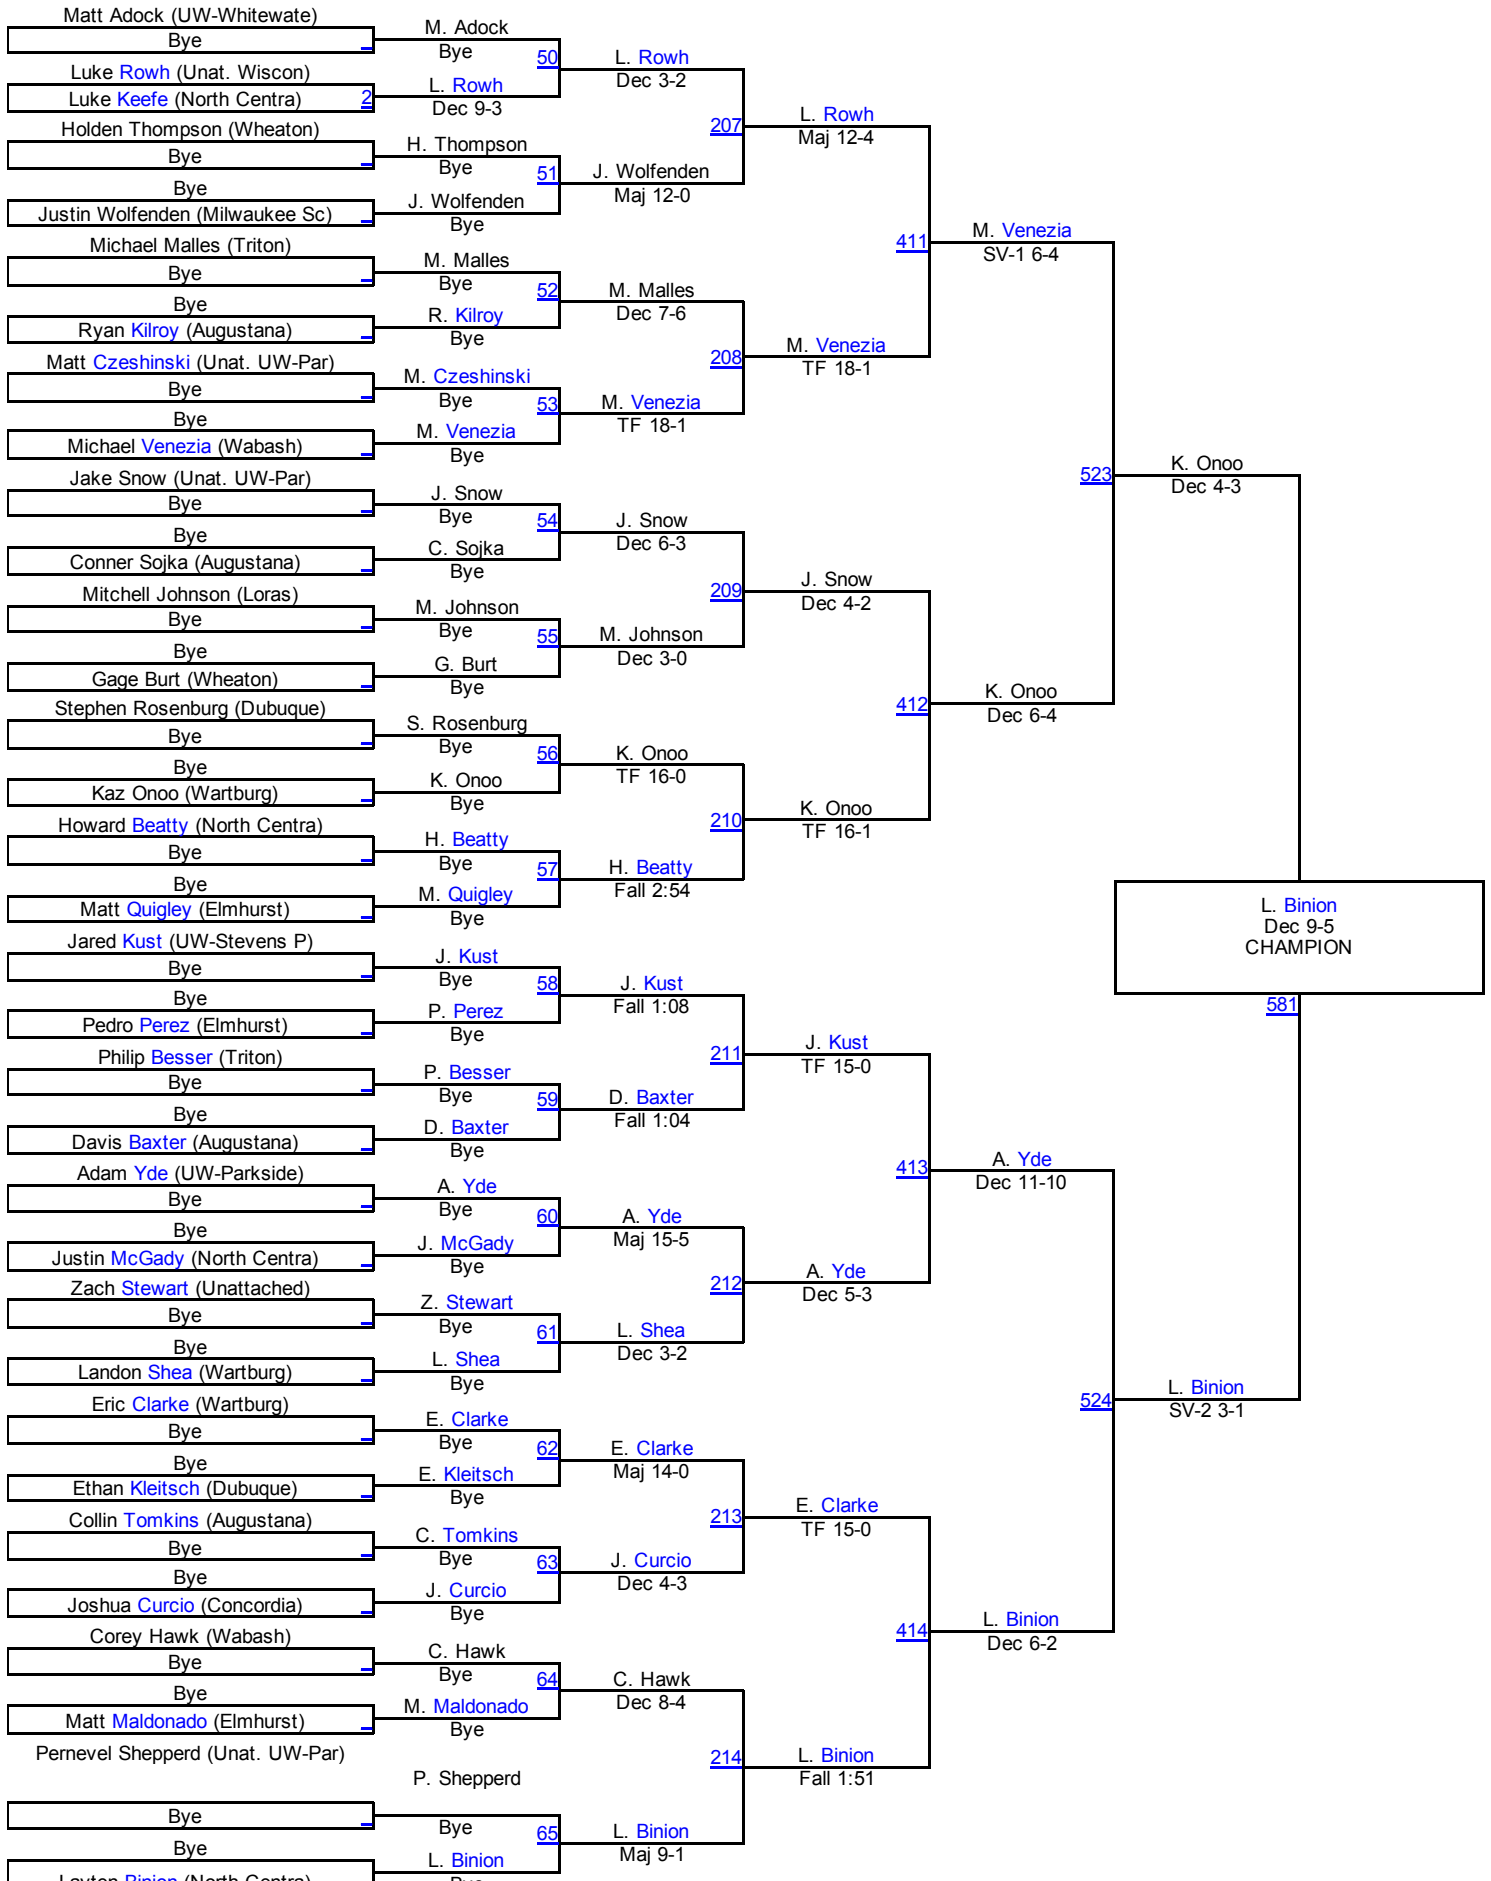 Matt Adock (UW-Whitewate)
Bye
M. Adock
Bye
50
L. Rowh
Dec 3-2
Luke Rowh (Unat. Wiscon)
Luke Keefe (North Centra)
2
L. Rowh
Dec 9-3
207
L. Rowh
Maj 12-4
Holden Thompson (Wheaton)
Bye
H. Thompson
Bye
51
J. Wolfenden
Maj 12-0
Bye
Justin Wolfenden (Milwaukee Sc)
J. Wolfenden
Bye
411
M. Venezia
SV-1 6-4
Michael Malles (Triton)
Bye
M. Malles
Bye
52
M. Malles
Dec 7-6
Bye
Ryan Kilroy (Augustana)
R. Kilroy
Bye
208
M. Venezia
TF 18-1
Matt Czeshinski (Unat. UW-Par)
Bye
M. Czeshinski
Bye
53
M. Venezia
TF 18-1
Bye
Michael Venezia (Wabash)
M. Venezia
Bye
523
K. Onoo
Dec 4-3
Jake Snow (Unat. UW-Par)
Bye
J. Snow
Bye
54
J. Snow
Dec 6-3
Bye
Conner Sojka (Augustana)
C. Sojka
Bye
209
J. Snow
Dec 4-2
Mitchell Johnson (Loras)
Bye
M. Johnson
Bye
55
M. Johnson
Dec 3-0
Bye
Gage Burt (Wheaton)
G. Burt
Bye
412
K. Onoo
Dec 6-4
Stephen Rosenburg (Dubuque)
Bye
S. Rosenburg
Bye
56
K. Onoo
TF 16-0
Bye
Kaz Onoo (Wartburg)
K. Onoo
Bye
210
K. Onoo
TF 16-1
Howard Beatty (North Centra)
Bye
H. Beatty
Bye
57
H. Beatty
Fall 2:54
Bye
Matt Quigley (Elmhurst)
M. Quigley
Bye
L. Binion
Dec 9-5
CHAMPION
581
Jared Kust (UW-Stevens P)
Bye
J. Kust
Bye
58
J. Kust
Fall 1:08
Bye
Pedro Perez (Elmhurst)
P. Perez
Bye
211
J. Kust
TF 15-0
Philip Besser (Triton)
Bye
P. Besser
Bye
59
D. Baxter
Fall 1:04
Bye
Davis Baxter (Augustana)
D. Baxter
Bye
413
A. Yde
Dec 11-10
Adam Yde (UW-Parkside)
Bye
A. Yde
Bye
60
A. Yde
Maj 15-5
Bye
Justin McGady (North Centra)
J. McGady
Bye
212
A. Yde
Dec 5-3
Zach Stewart (Unattached)
Bye
Z. Stewart
Bye
61
L. Shea
Dec 3-2
Bye
Landon Shea (Wartburg)
L. Shea
Bye
524
L. Binion
SV-2 3-1
Eric Clarke (Wartburg)
Bye
E. Clarke
Bye
62
E. Clarke
Maj 14-0
Bye
Ethan Kleitsch (Dubuque)
E. Kleitsch
Bye
213
E. Clarke
TF 15-0
Collin Tomkins (Augustana)
Bye
C. Tomkins
Bye
63
J. Curcio
Dec 4-3
Bye
Joshua Curcio (Concordia)
J. Curcio
Bye
414
L. Binion
Dec 6-2
Corey Hawk (Wabash)
Bye
C. Hawk
Bye
64
C. Hawk
Dec 8-4
Bye
Matt Maldonado (Elmhurst)
M. Maldonado
Bye
214
L. Binion
Fall 1:51
Pernevel Shepperd (Unat. UW-Par)
P. Shepperd
Bye
Bye
65
L. Binion
Maj 9-1
Bye
L. Binion